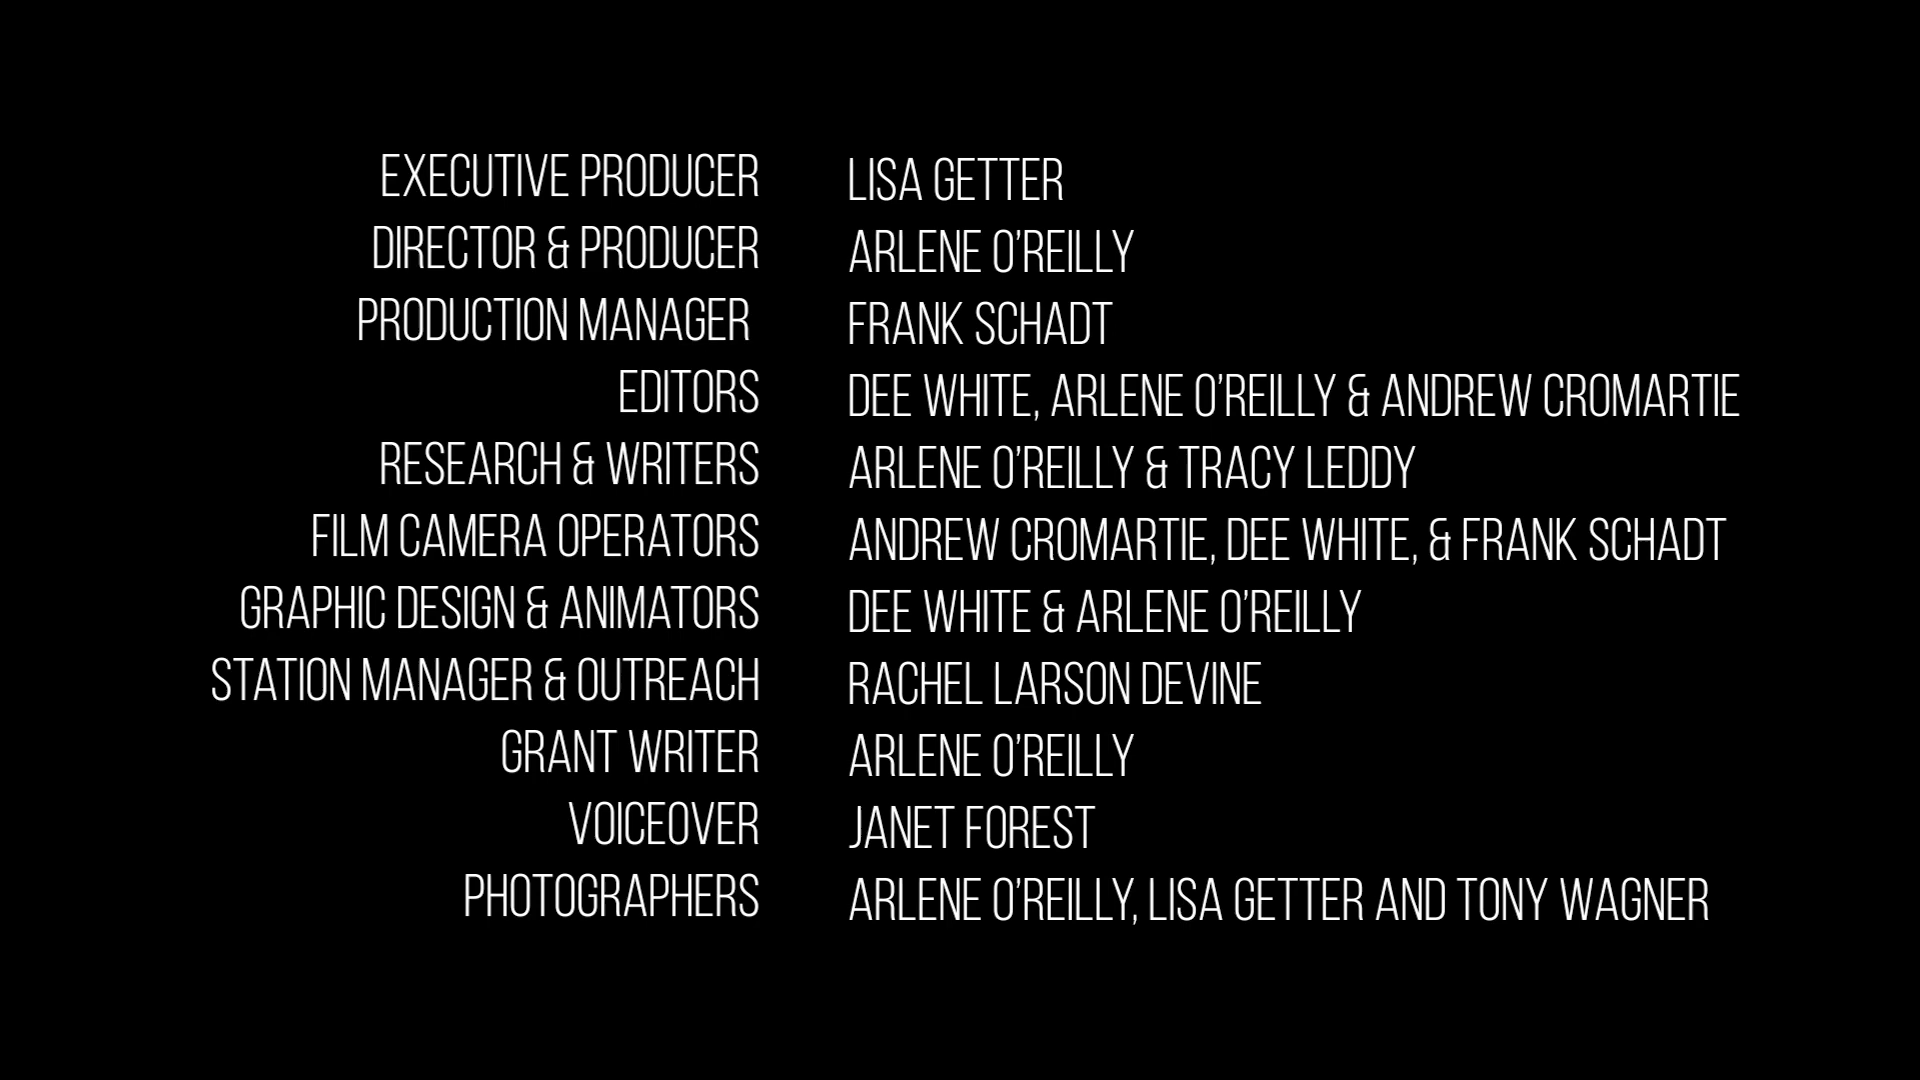 EXECUTIVE PRODUCER LISA GETTER
DIRECTOR & PRODUCER ARLENE O’REILLY
PRODUCTION MANAGER FRANK SCHADT
EDITORS DEE WHITE, ARLENE O’REILLY & ANDREW CROMARTIE
RESEARCH & WRITERS ARLENE O’REILLY & TRACY LEDDY
FILM CAMERA OPERATORS ANDREW CROMARTIE, DEE WHITE, & FRANK SCHADT
GRAPHIC DESIGN & ANIMATORS DEE WHITE & ARLENE O’REILLY
STATION MANAGER & OUTREACH RACHEL LARSON DEVINE
GRANT WRITER ARLENE O’REILLY
VOICEOVER JANET FOREST
PHOTOGRAPHERS ARLENE O’REILLY, LISA GETTER AND TONY WAGNER